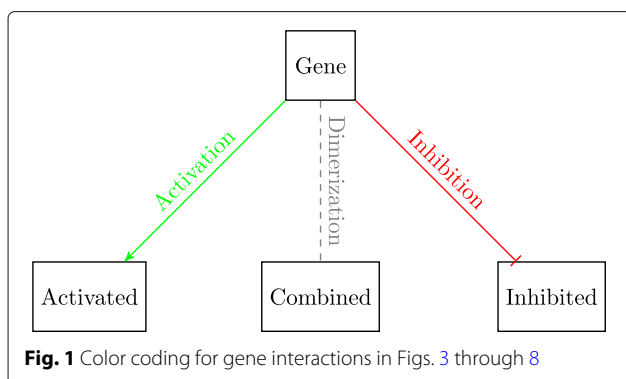 Gene
Activation
Dimerization
Inhibition
Activated
Combined
Inhibited
Fig. 1 Color coding for gene interactions in Figs. 3 through 8